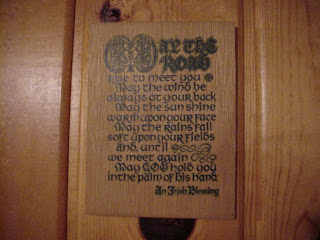 MAY THE
ROAD
rise to meet you
May the wind be
always at your back
May the sun shine
warm upon your face
May the rains fall
soft upon your fields
And, until
we meet again
May GOD hold you
in the palm of his hand.
An Irish Blessing